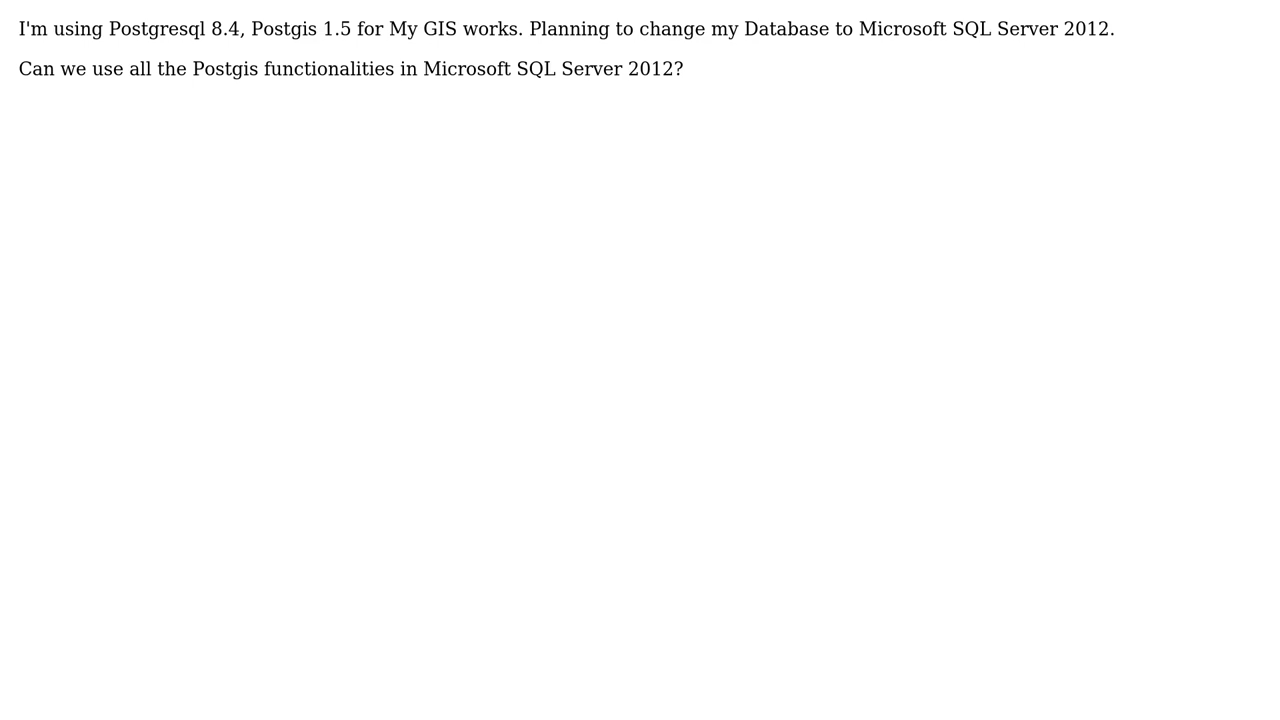 I'm using Postgresql 8.4, Postgis 1.5 for My GIS works. Planning to change my Database to Microsoft SQL Server 2012.
Can we use all the Postgis functionalities in Microsoft SQL Server 2012?